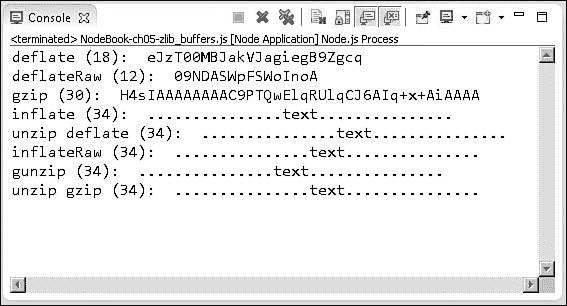 Console
<terminated> NodeBook-ch05-zlib_buffers.js [Node Application] Node.js Process
deflate (18):  eJzT00MBJakVJagiegB9Zgcq
deflateRaw (12):  09NDASWpFSWoInoA
gzip (30):  H4sIAAAAAAAAC9PTQwElqRUlqCJ6AIq+x+AiAAAA
inflate (34):  ...............text...............
unzip deflate (34):  ...............text...............
inflateRaw (34):  ...............text...............
gunzip (34):  ...............text...............
unzip gzip (34):  ...............text...............